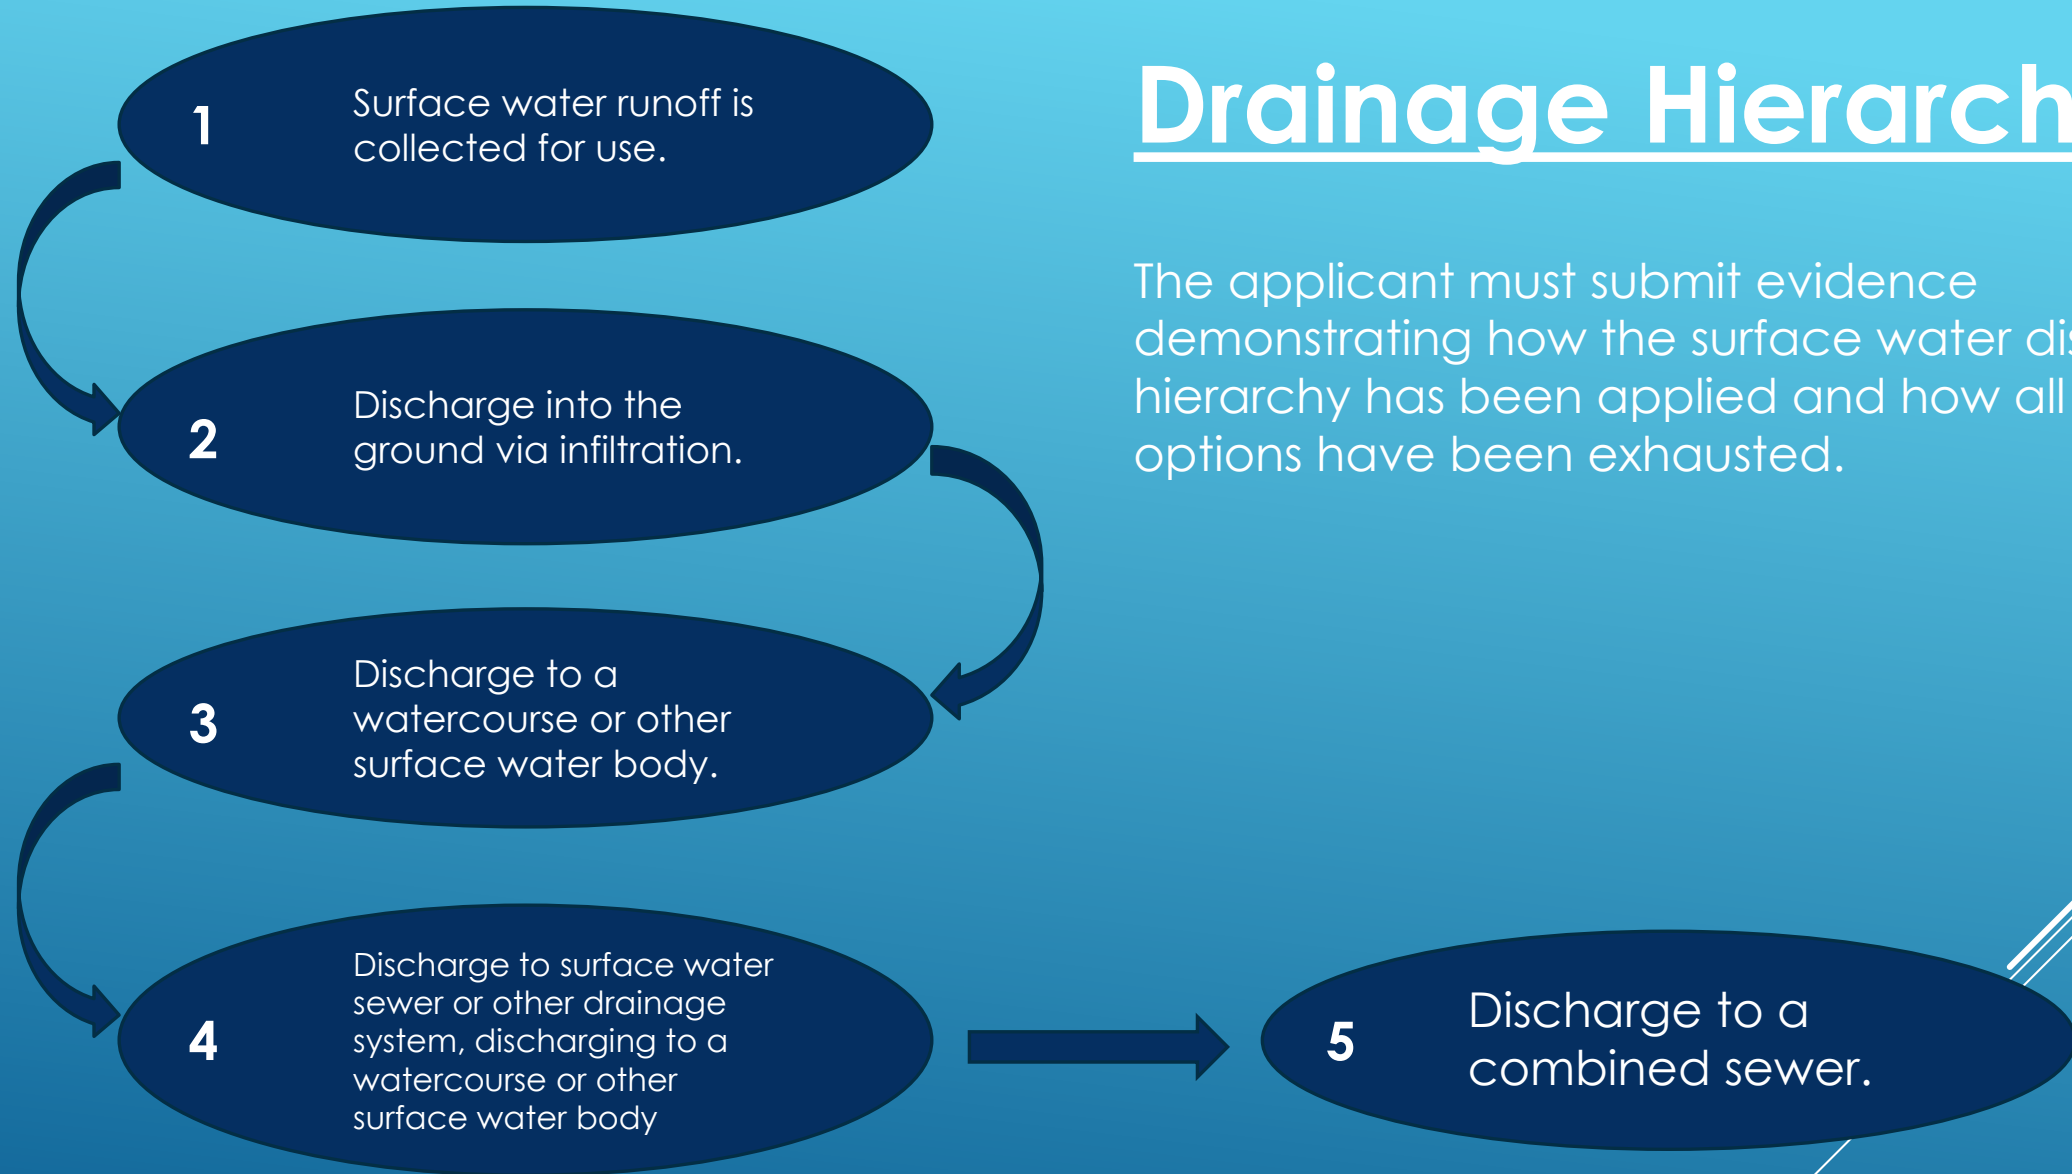 Drainage Hierarch
The applicant must submit evidence
demonstrating how the surface water dis
hierarchy has been applied and how all
options have been exhausted.
1
Surface water runoff is
collected for use.
2
Discharge into the
ground via infiltration.
3
Discharge to a
watercourse or other
surface water body.
4
Discharge to surface water
sewer or other drainage
system, discharging to a
watercourse or other
surface water body
5
Discharge to a
combined sewer.